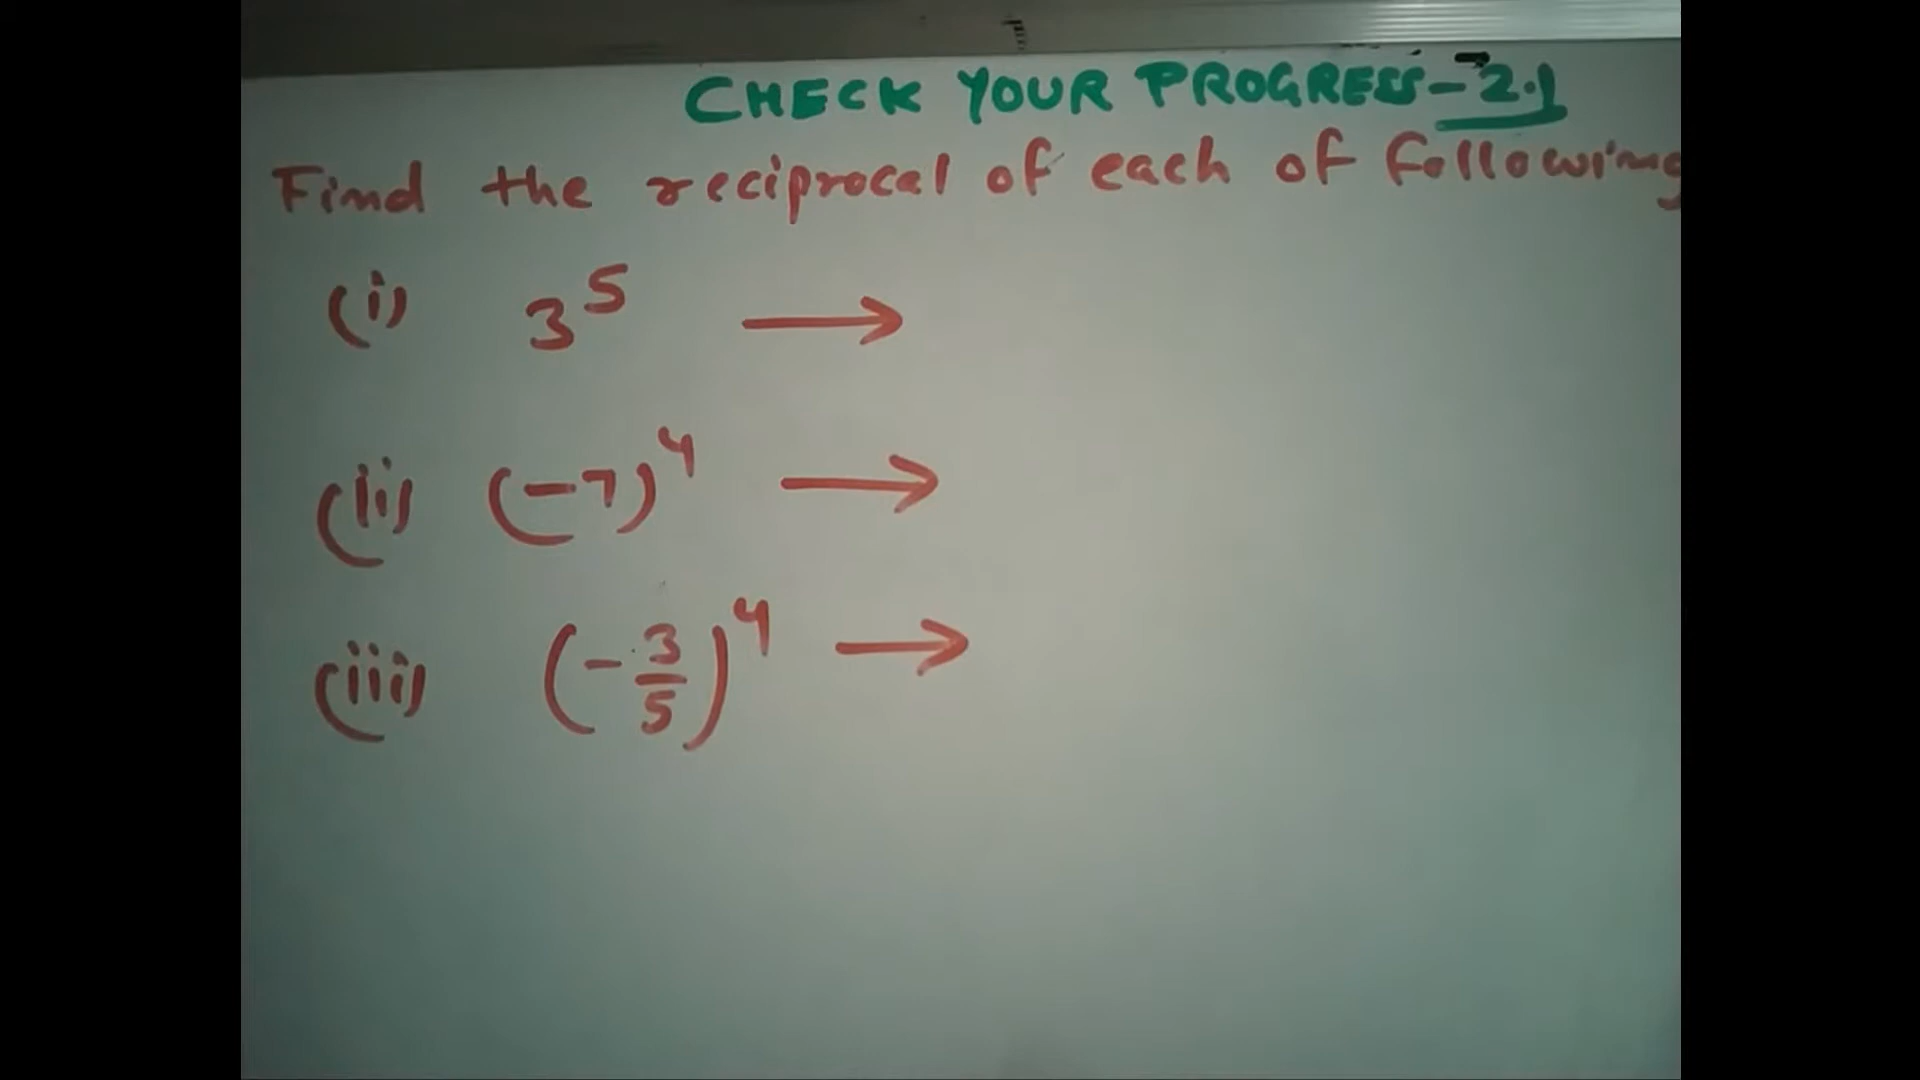 CHECK YOUR PROGRESS-2.1
Find the reciprocal of each of following
(i) 3^5 →
(ii) (-7)^4 →
(iii) (-3/5)^4 →